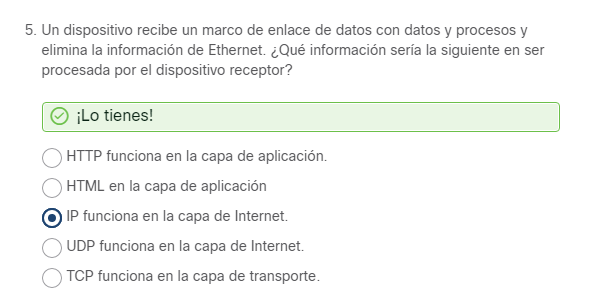 5. Un dispositivo recibe un marco de enlace de datos con datos y procesos y
elimina la información de Ethernet. ¿Qué información sería la siguiente en ser
procesada por el dispositivo receptor?
¡Lo tienes!
HTTP funciona en la capa de aplicación.
HTML en la capa de aplicación
IP funciona en la capa de Internet.
UDP funciona en la capa de Internet.
TCP funciona en la capa de transporte.